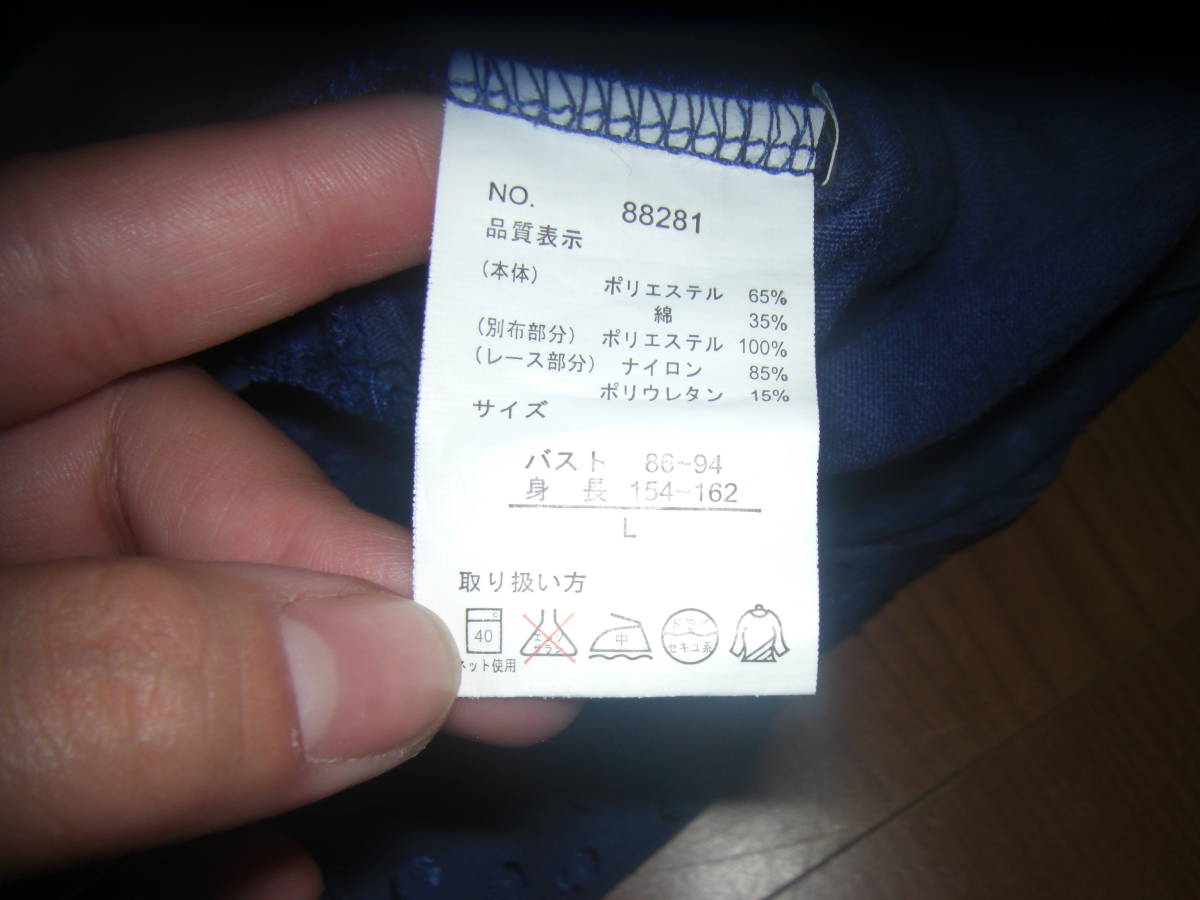 NO. 88281
品質表示
(本体) ポリエステル 65%
綿 35%
(別布部分) ポリエステル 100%
(レース部分) ナイロン 85%
ポリウレタン 15%
サイズ
バスト 86~94
身長 154~162
L
取り扱い方
40 中 ドライ
セキユ系
ネット使用